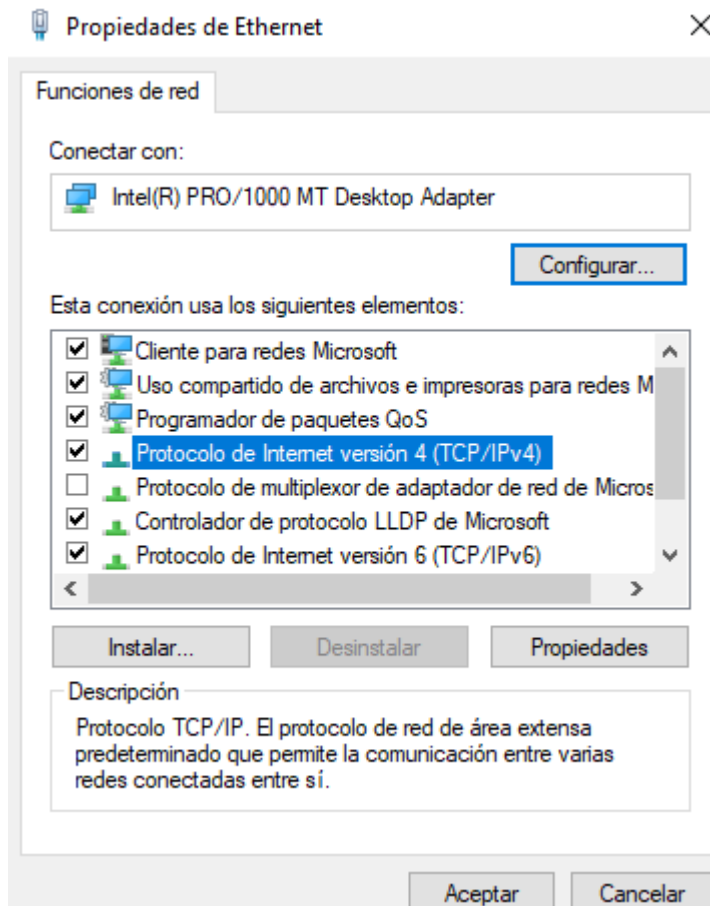 Propiedades de Ethernet
Funciones de red
Conectar con:
Intel(R) PRO/1000 MT Desktop Adapter
Configurar...
Esta conexión usa los siguientes elementos:
Cliente para redes Microsoft
Uso compartido de archivos e impresoras para redes M
Programador de paquetes QoS
Protocolo de Internet versión 4 (TCP/IPv4)
Protocolo de multiplexor de adaptador de red de Micros
Controlador de protocolo LLDP de Microsoft
Protocolo de Internet versión 6 (TCP/IPv6)
Instalar...
Desinstalar
Propiedades
Descripción
Protocolo TCP/IP. El protocolo de red de área extensa
predeterminado que permite la comunicación entre varias
redes conectadas entre sí.
Aceptar
Cancelar